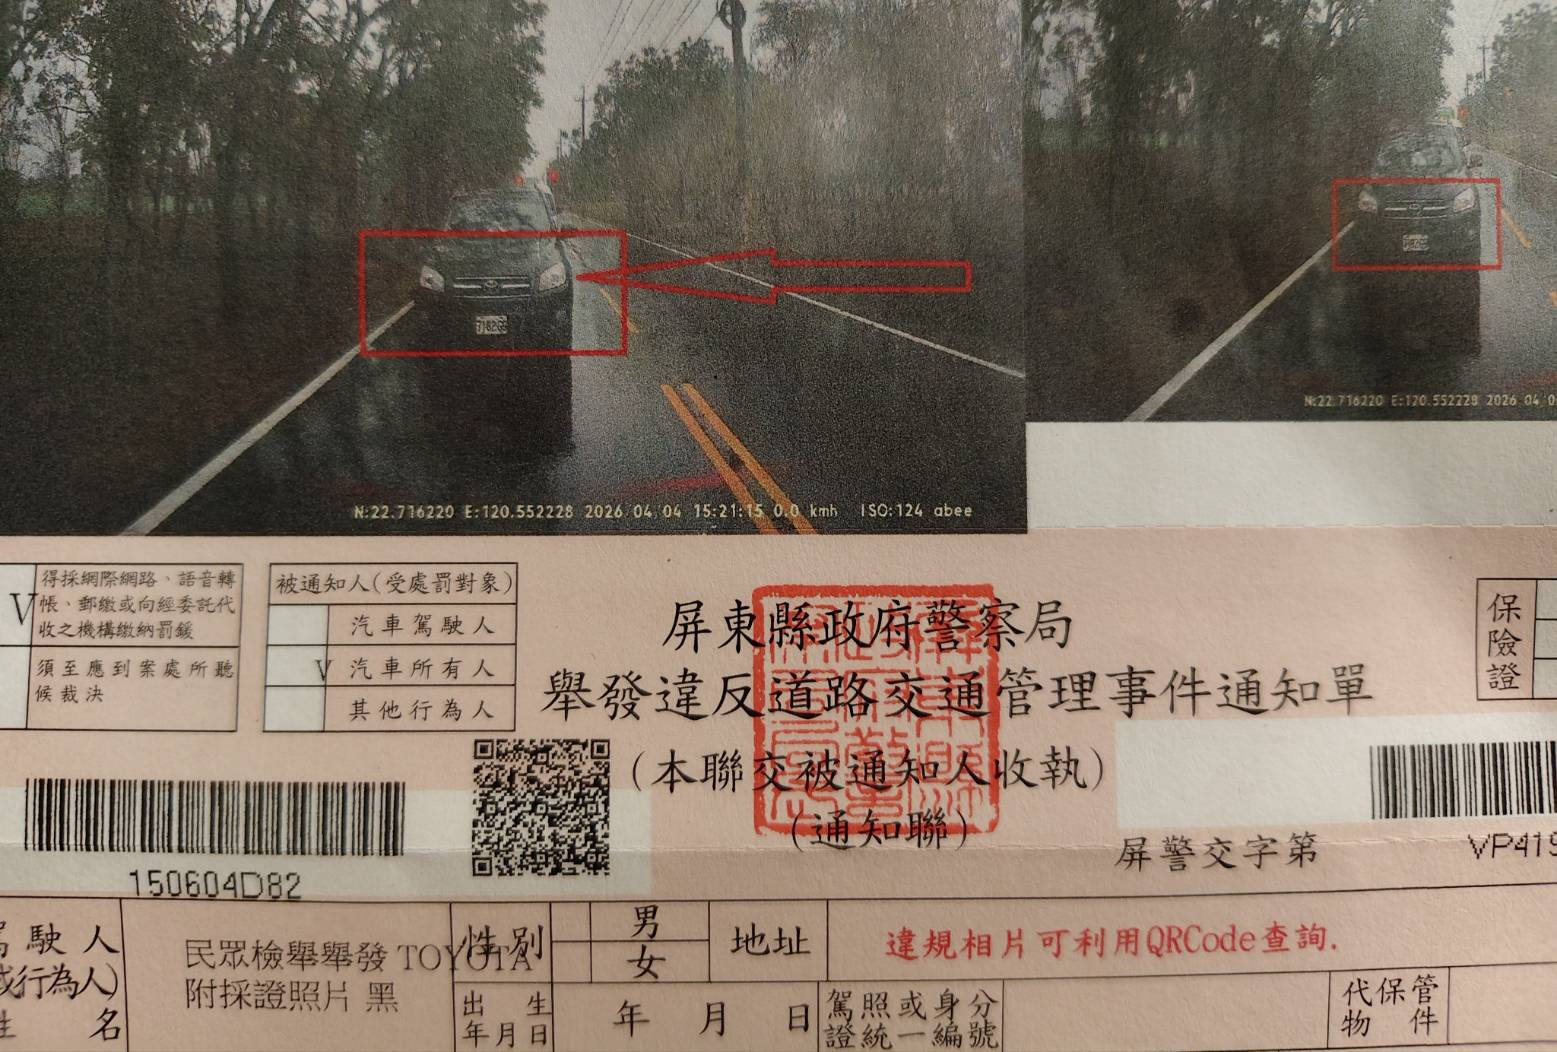 N:22.716220 E:120.552228 2026 04 04 15:21:15 0.0 kmh ISO:124 abee
N:22.716220 E:120.552228 2026 04 0
V
得採網際網路、語音轉
帳、郵繳或向經委託代
收之機構繳納罰鍰
須至應到案處所聽
候裁決
被通知人(受處罰對象)
汽車駕駛人
V 汽車所有人
其他行為人
屏東縣政府警察局
舉發違反道路交通管理事件通知單
(本聯交被通知人收執)
(通知聯)
保險證
150604D82
屏警交字第
VP419
駕駛人
或行為人)
姓名
民眾檢舉舉發 TOYOTA
附採證照片 黑
性別
男
女
地址
違規相片可利用QRCode查詢.
出生
年月日
年 月 日
駕照或身分
證統一編號
代保管
物件